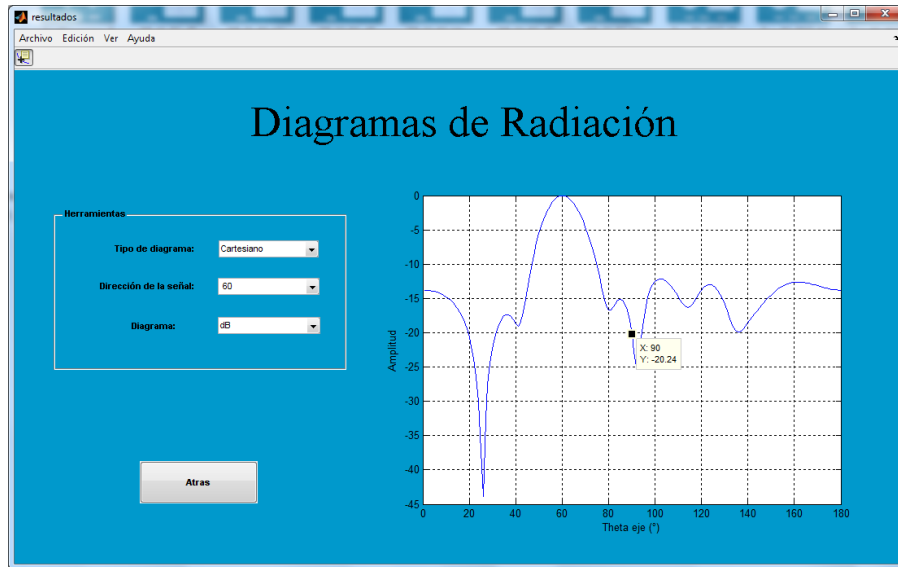 resultados
Archivo Edición Ver Ayuda
Diagramas de Radiación
Herramientas
Tipo de diagrama: Cartesiano
Dirección de la señal: 60
Diagrama: dB
Atras
0
-5
-10
-15
-20
-25
-30
-35
-40
-45
Amplitud
X: 90
Y: -20.24
0 20 40 60 80 100 120 140 160 180
Theta eje (°)